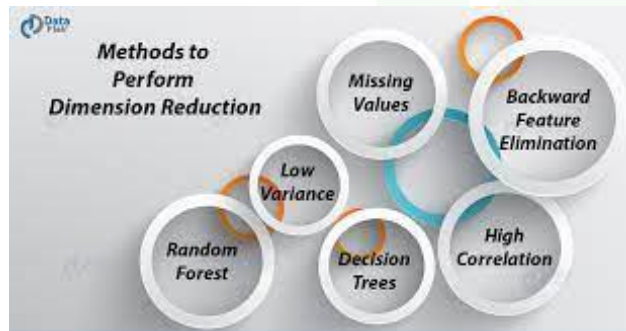 Data
Flair
Methods to
Perform
Dimension Reduction
Missing
Values
Backward
Feature
Elimination
Low
Variance
Random
Forest
Decision
Trees
High
Correlation